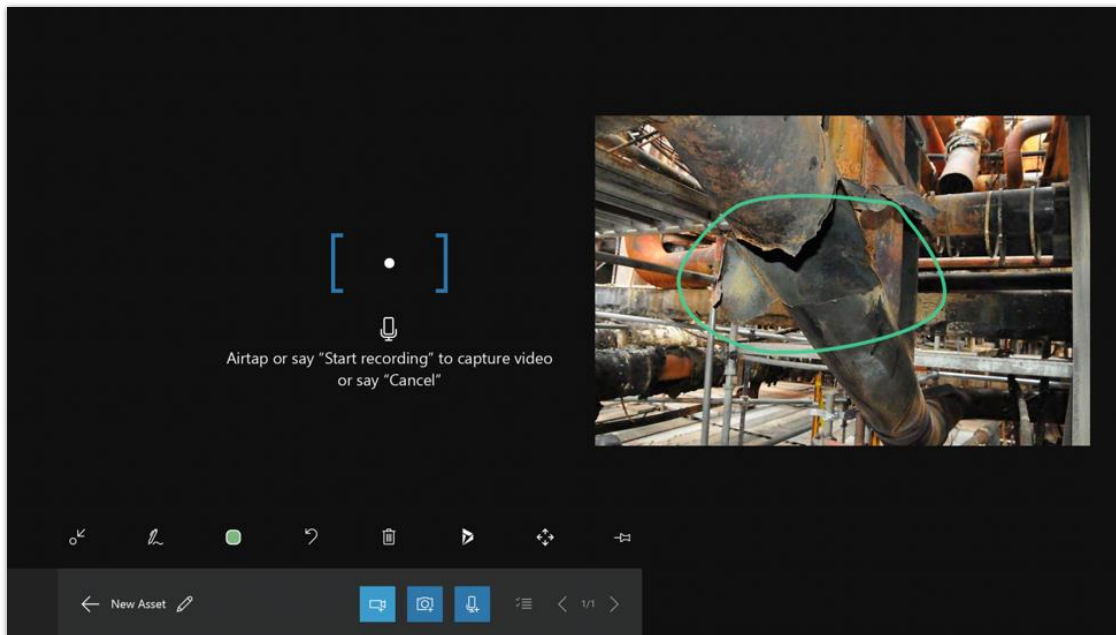 Airtap or say "Start recording" to capture video
or say "Cancel"
New Asset
1/1